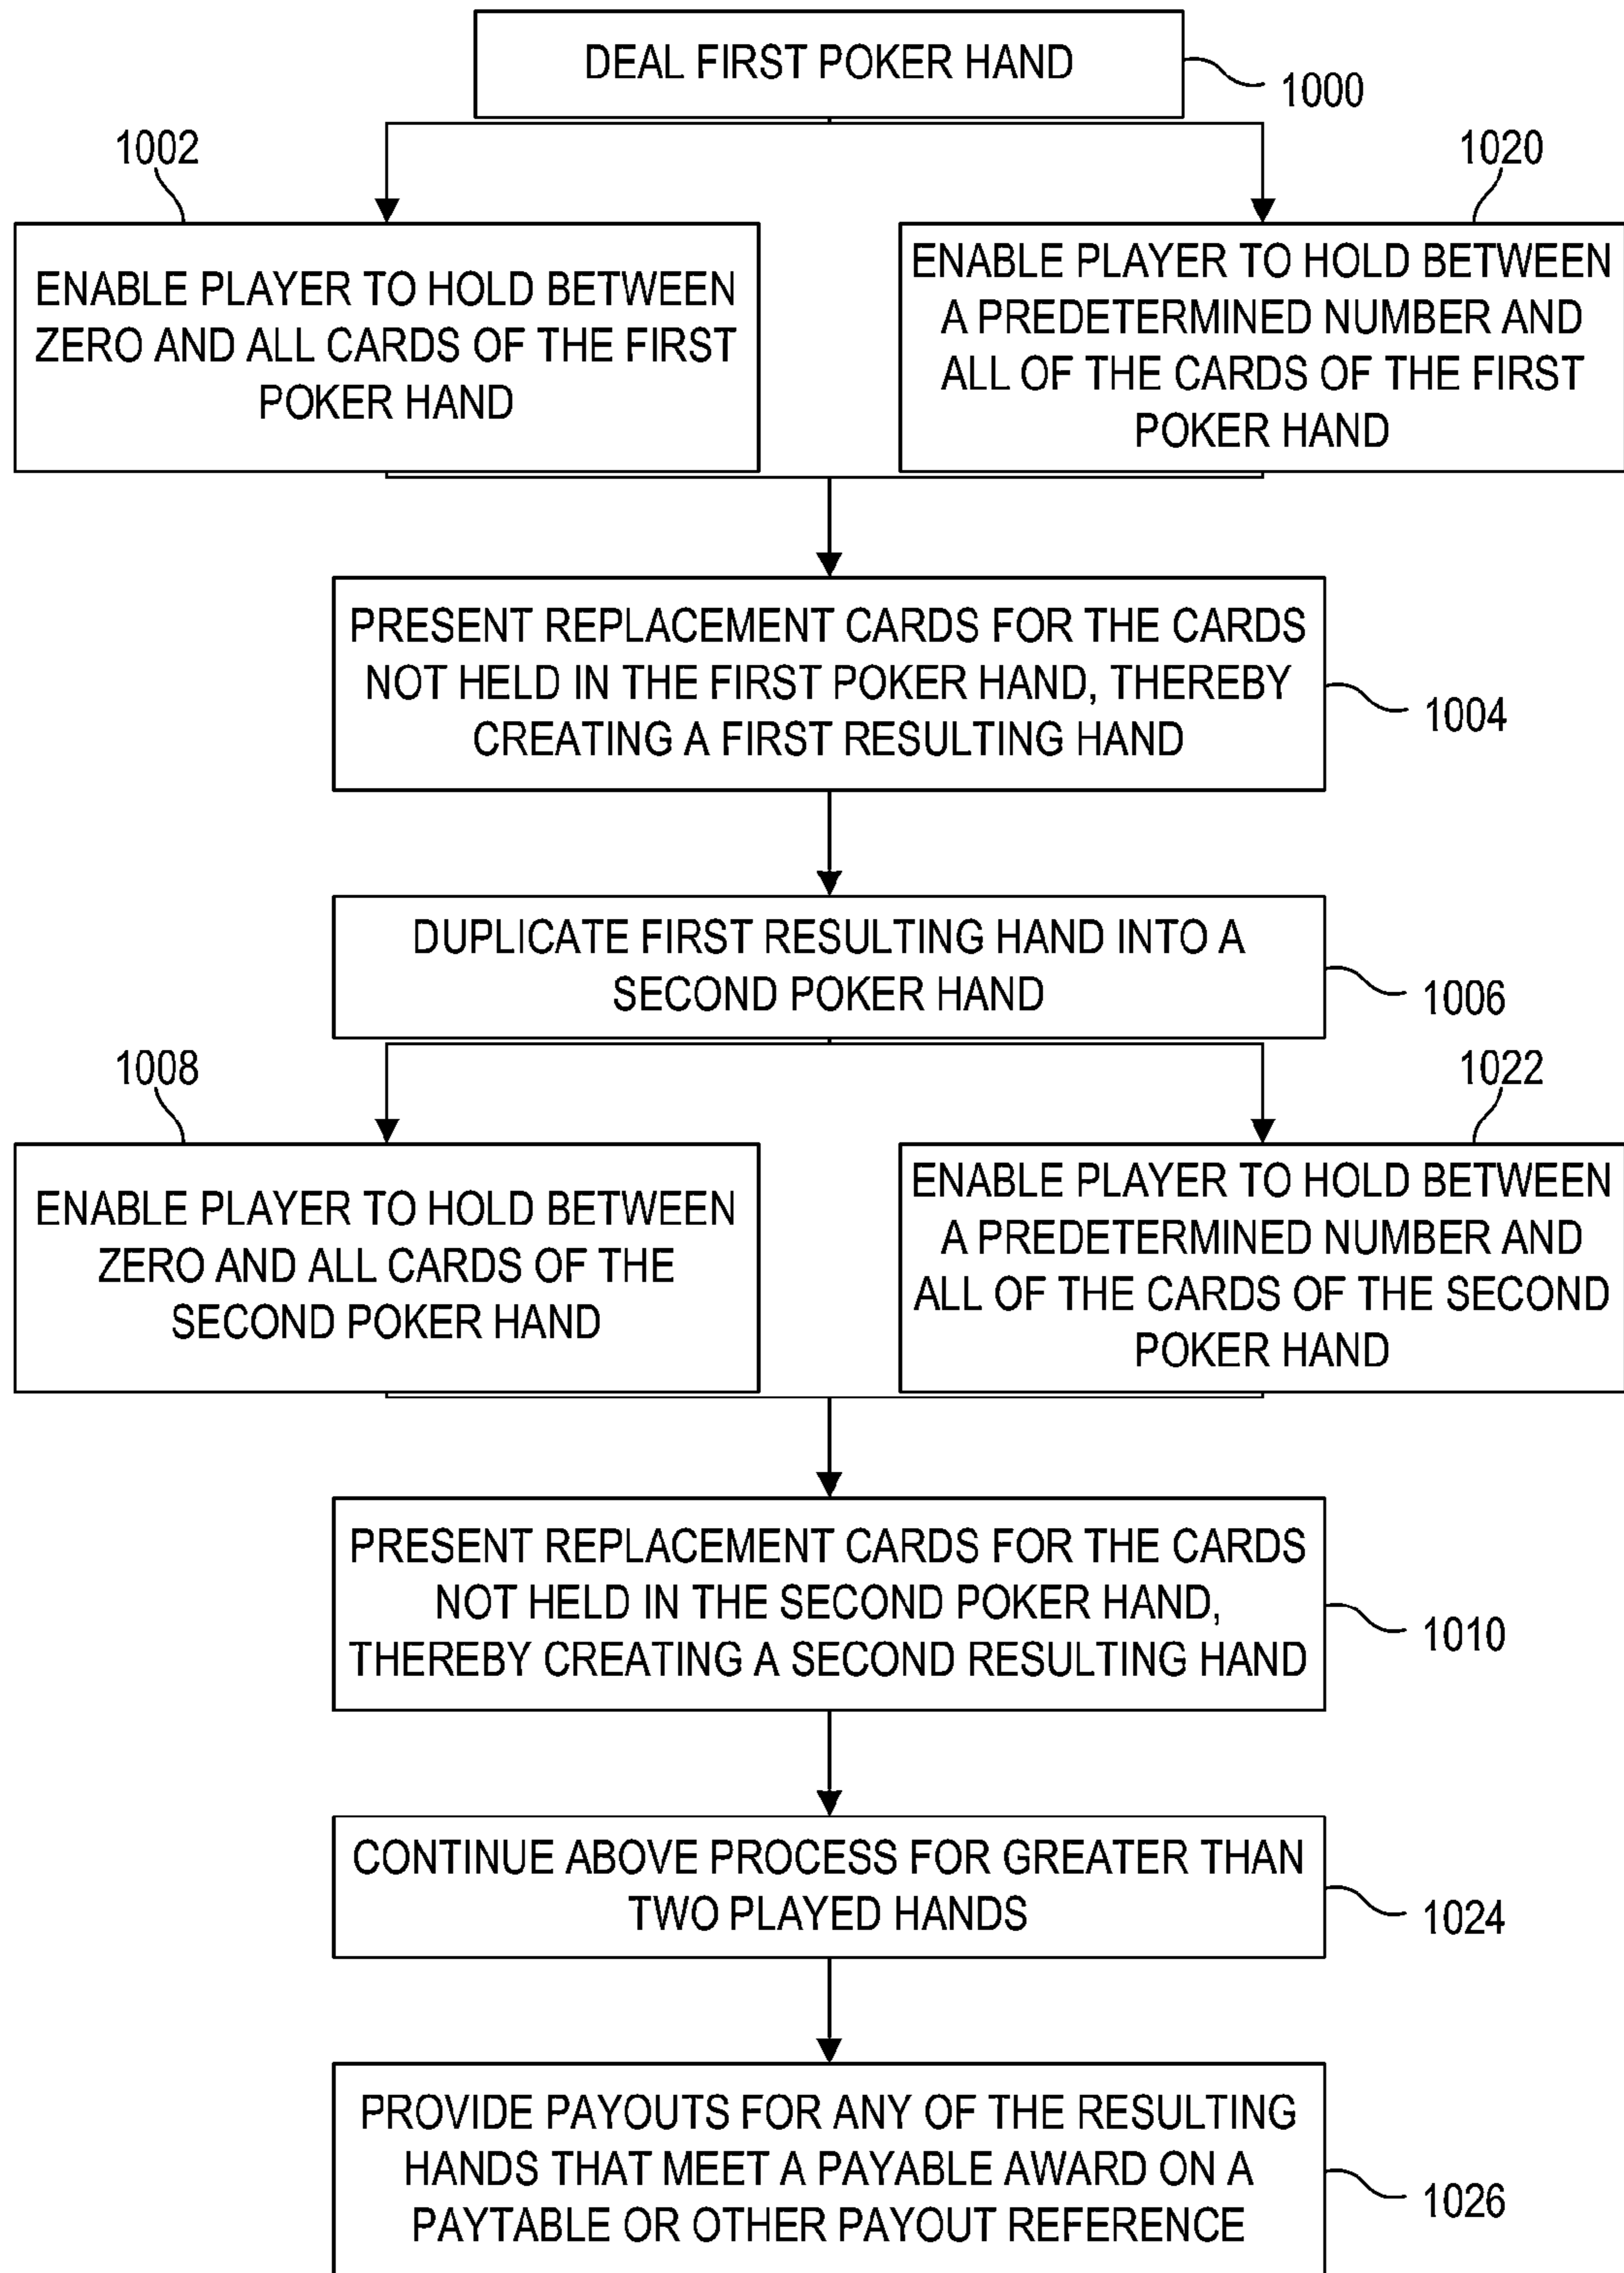 DEAL FIRST POKER HAND
1000
1002
1020
ENABLE PLAYER TO HOLD BETWEEN
ZERO AND ALL CARDS OF THE FIRST
POKER HAND
ENABLE PLAYER TO HOLD BETWEEN
A PREDETERMINED NUMBER AND
ALL OF THE CARDS OF THE FIRST
POKER HAND
PRESENT REPLACEMENT CARDS FOR THE CARDS
NOT HELD IN THE FIRST POKER HAND, THEREBY
CREATING A FIRST RESULTING HAND
1004
DUPLICATE FIRST RESULTING HAND INTO A
SECOND POKER HAND
1006
1008
1022
ENABLE PLAYER TO HOLD BETWEEN
ZERO AND ALL CARDS OF THE
SECOND POKER HAND
ENABLE PLAYER TO HOLD BETWEEN
A PREDETERMINED NUMBER AND
ALL OF THE CARDS OF THE SECOND
POKER HAND
PRESENT REPLACEMENT CARDS FOR THE CARDS
NOT HELD IN THE SECOND POKER HAND,
THEREBY CREATING A SECOND RESULTING HAND
1010
CONTINUE ABOVE PROCESS FOR GREATER THAN
TWO PLAYED HANDS
1024
PROVIDE PAYOUTS FOR ANY OF THE RESULTING
HANDS THAT MEET A PAYABLE AWARD ON A
PAYTABLE OR OTHER PAYOUT REFERENCE
1026